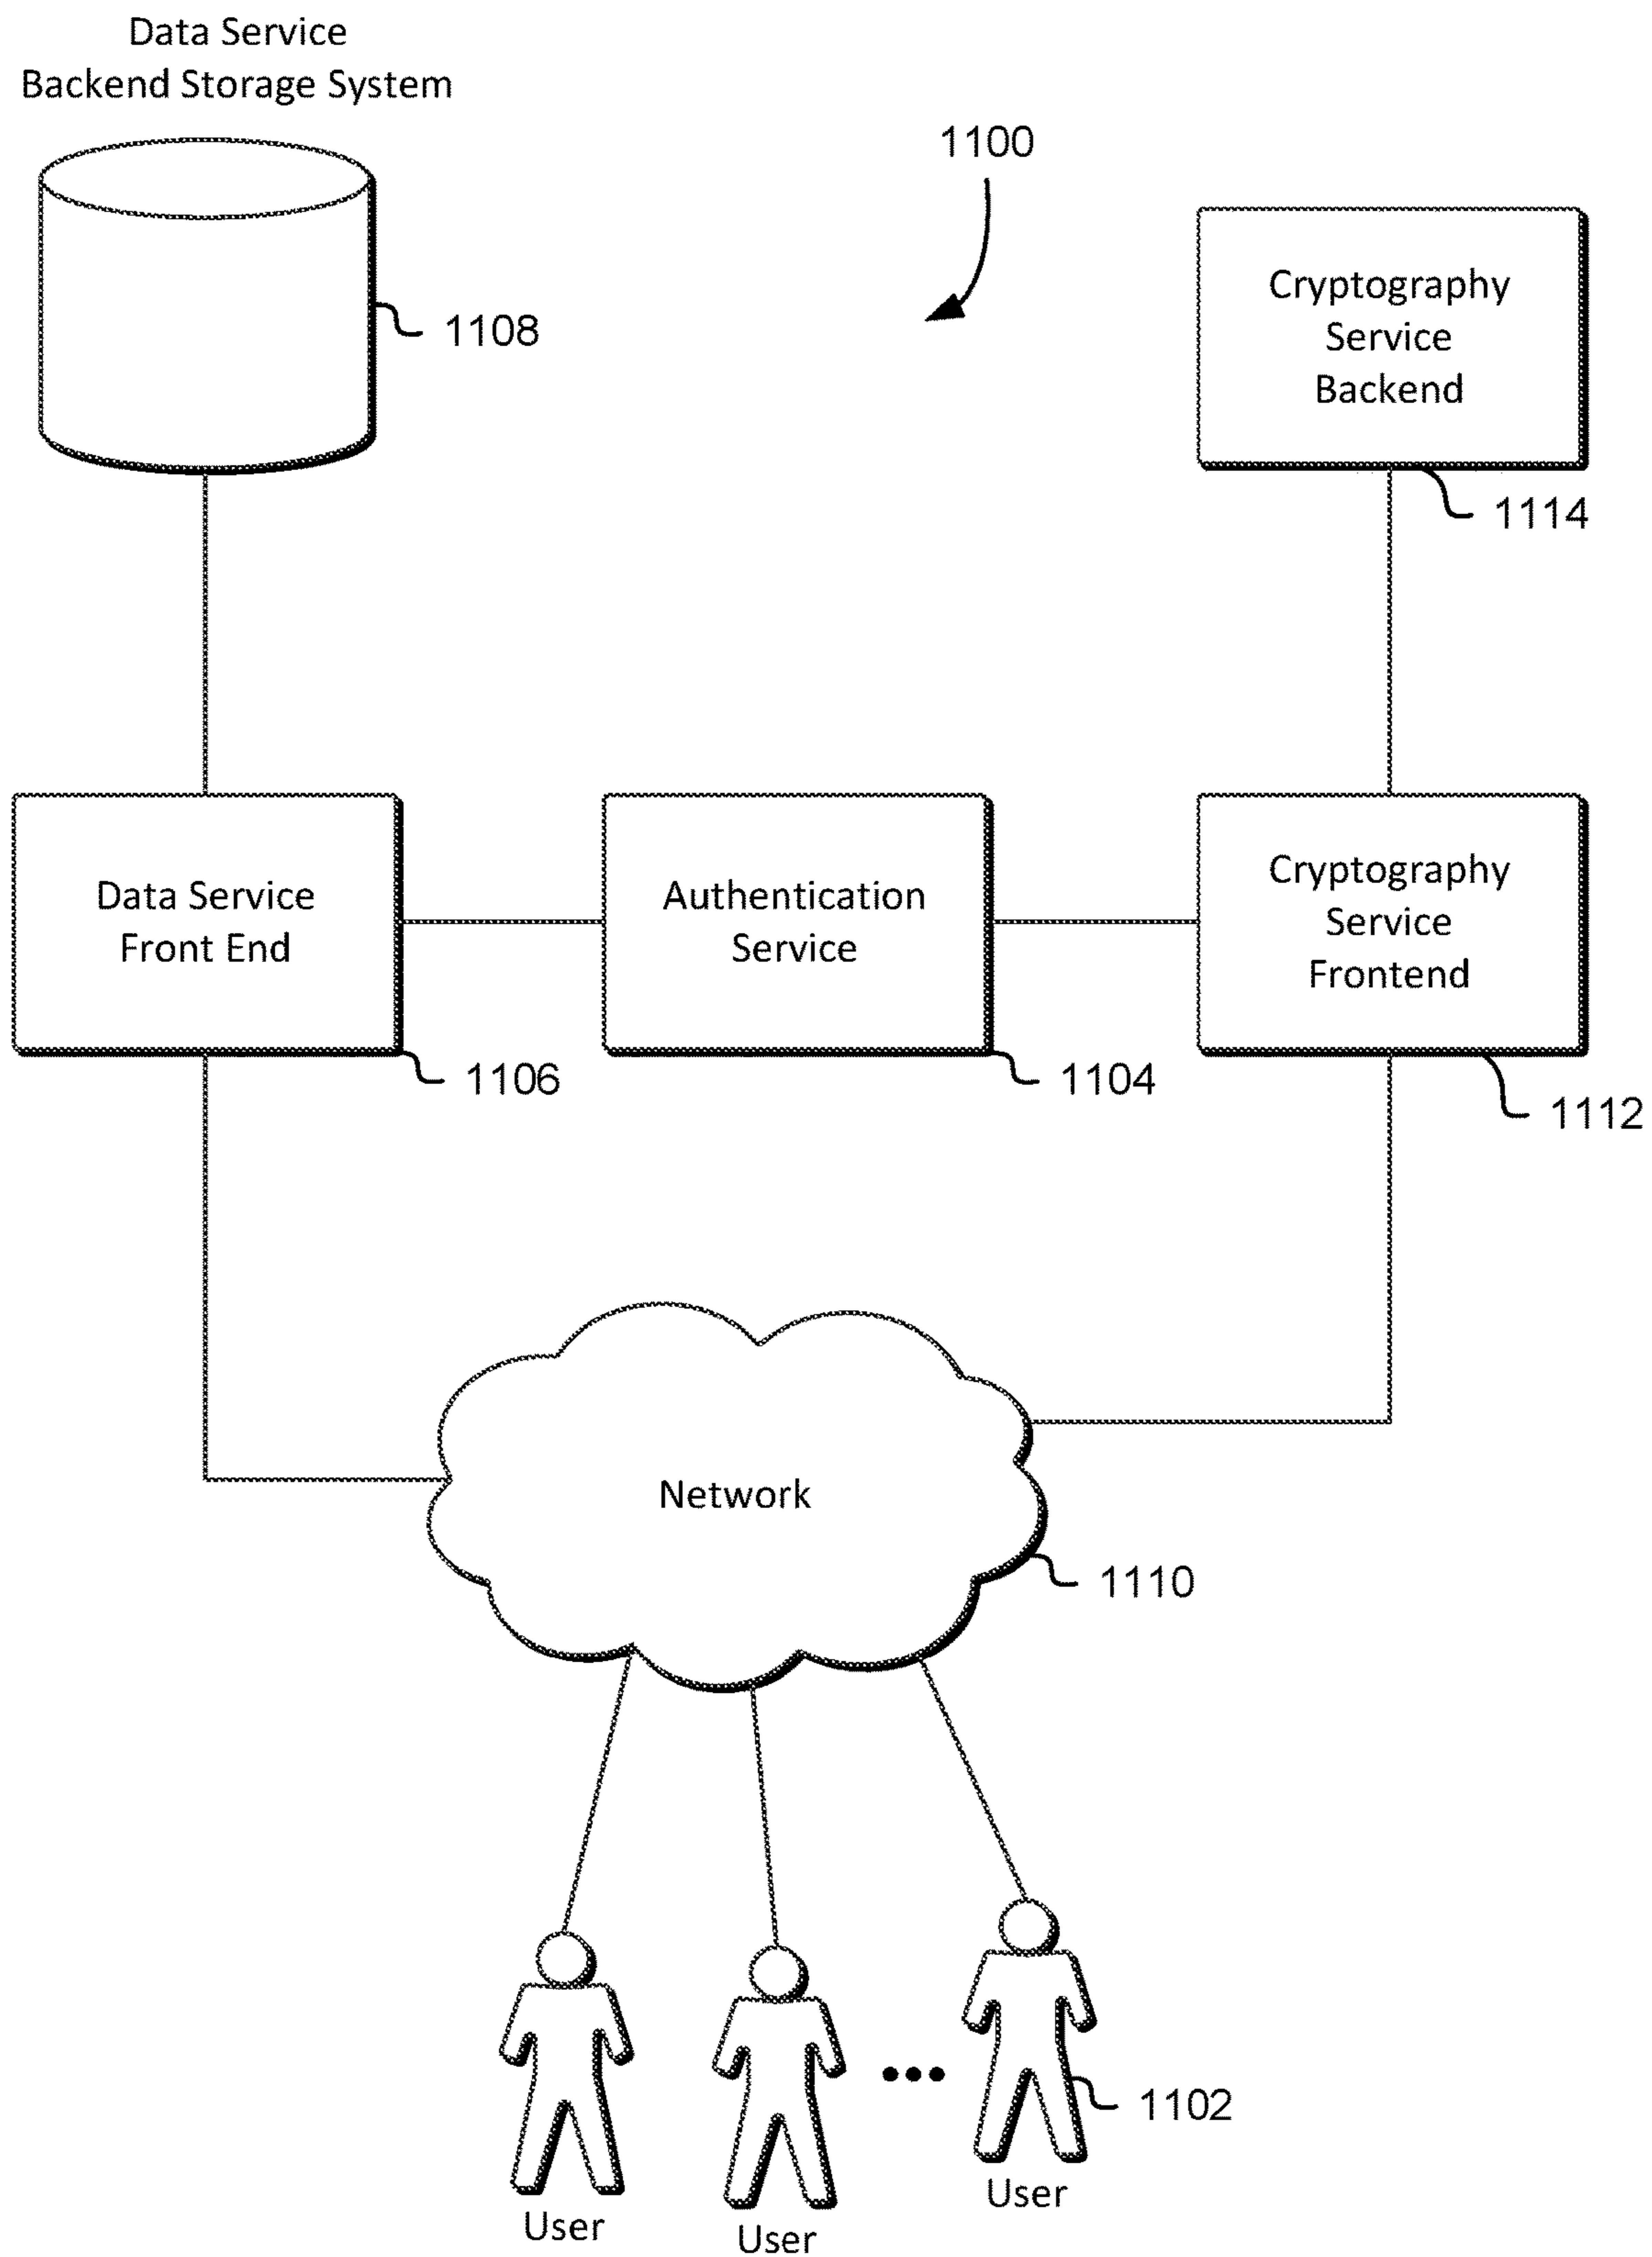 Data Service
Backend Storage System
1100
1108
Cryptography
Service
Backend
1114
Data Service
Front End
1106
Authentication
Service
1104
Cryptography
Service
Frontend
1112
Network
1110
1102
User
User
User